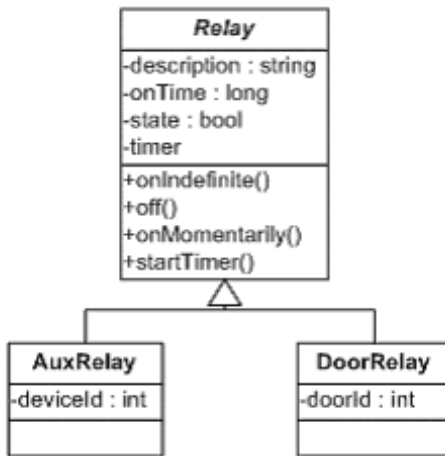 Relay
-description : string
-onTime : long
-state : bool
-timer
+onIndefinite()
+off()
+onMomentarily()
+startTimer()
AuxRelay
-deviceId : int
DoorRelay
-doorId : int